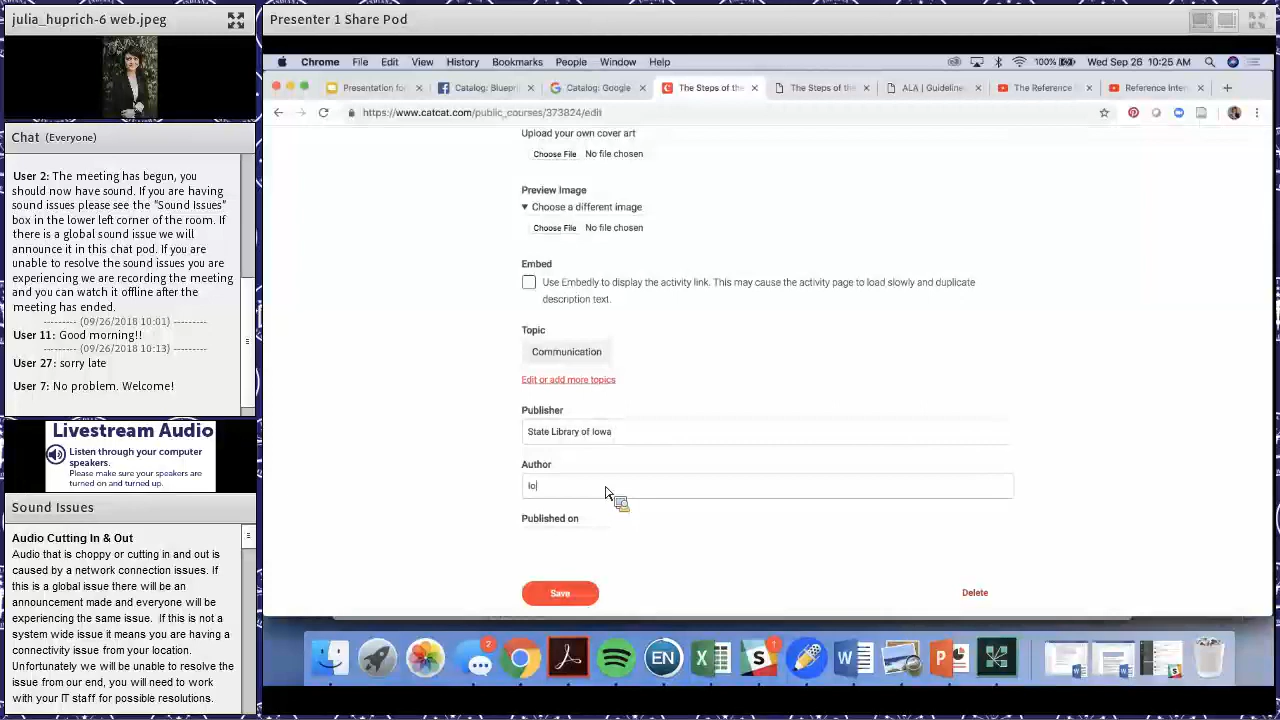 julia_huprich-6 web.jpeg
Chat (Everyone)
User 2: The meeting has begun, you
should now have sound. If you are having
sound issues please see the "Sound Issues"
box in the lower left corner of the room. If
there is a global sound issue we will
announce it in this chat pod. If you are
unable to resolve the sound issues you are
experiencing we are recording the meeting
and you can watch it offline after the
meeting has ended.
--------- (09/26/2018 10:01) ---------
User 11: Good morning!!
--------- (09/26/2018 10:13) ---------
User 27: sorry late
User 7: No problem. Welcome!
Livestream Audio
Listen through your computer
speakers.
Please make sure your speakers are
turned on and turned up.
Sound Issues
Audio Cutting In & Out
Audio that is choppy or cutting in and out is
caused by a network connection issues. If
this is a global issue there will be an
announcement made and everyone will be
experiencing the same issue. If this is not a
system wide issue it means you are having a
connectivity issue from your location.
Unfortunately we will be unable to resolve the
issue from our end, you will need to work
with your IT staff for possible resolutions.
Presenter 1 Share Pod
Chrome File Edit View History Bookmarks People Window Help 100% Wed Sep 26 10:25 AM
Presentation fo Catalog: Bluepri Catalog: Google The Steps of the The Steps of the ALA | Guideline The Reference Reference Inter
https://www.catcat.com/public_courses/373824/edit
Upload your own cover art
Choose File No file chosen
Preview Image
Choose a different image
Choose File No file chosen
Embed
Use Embedly to display the activity link. This may cause the activity page to load slowly and duplicate
description text.
Topic
Communication
Edit or add more topics
Publisher
State Library of Iowa
Author
Io
Published on
Save Delete
2 EN 1